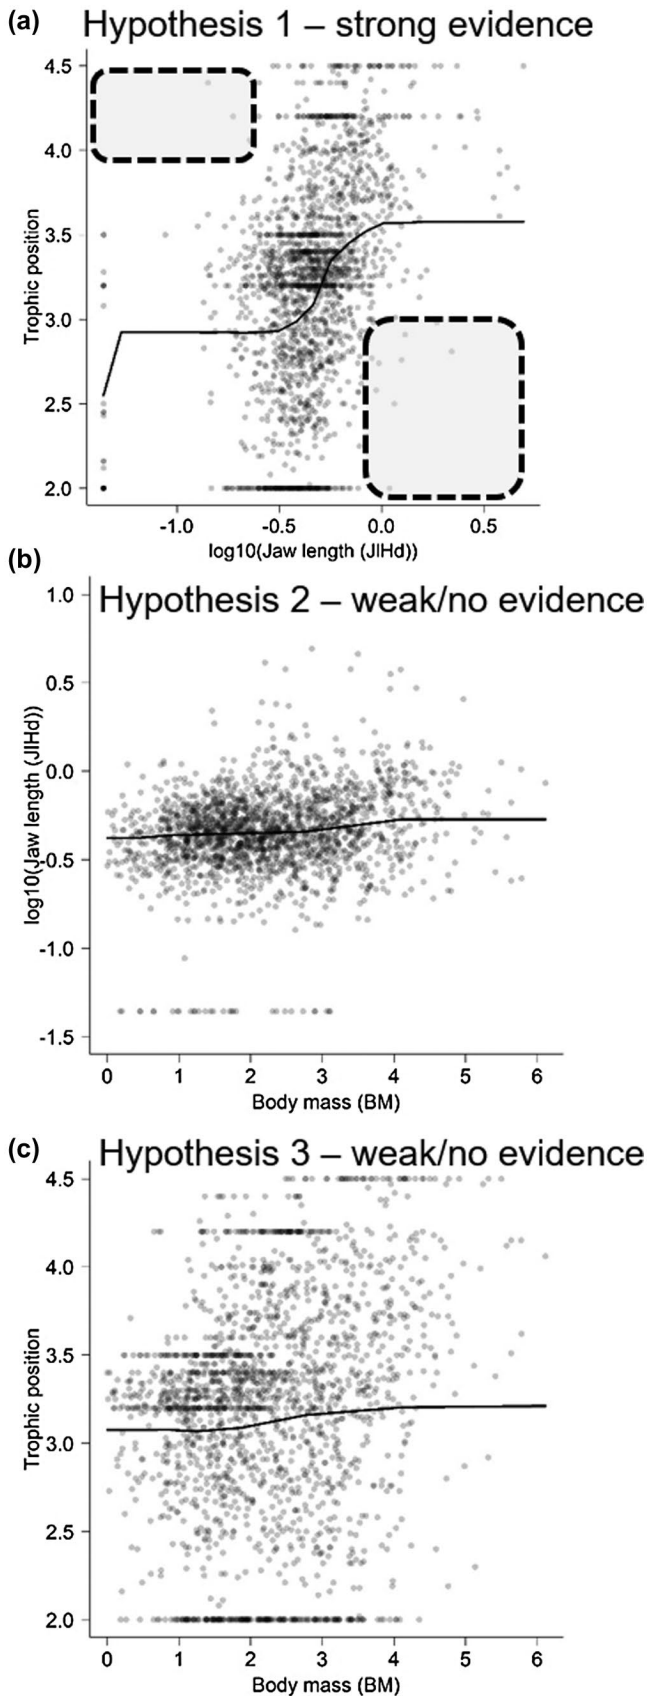 (a)
Hypothesis 1 – strong evidence
4.5
4.0
3.5
3.0
2.5
2.0
Trophic position
-1.0 -0.5 0.0 0.5
log10(Jaw length (JlHd))
(b)
Hypothesis 2 – weak/no evidence
1.0
0.5
0.0
-0.5
-1.0
-1.5
log10(Jaw length (JlHd))
0 1 2 3 4 5 6
Body mass (BM)
(c)
Hypothesis 3 – weak/no evidence
4.5
4.0
3.5
3.0
2.5
2.0
Trophic position
0 1 2 3 4 5 6
Body mass (BM)